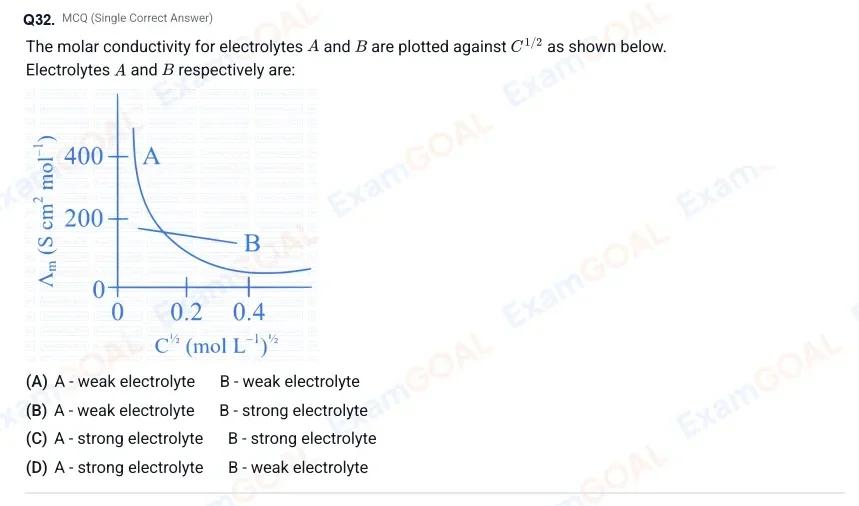 Q32. MCQ (Single Correct Answer)
The molar conductivity for electrolytes A and B are plotted against C^{1/2} as shown below.
Electrolytes A and B respectively are:
Λm (S cm² mol⁻¹)
400
A
200
B
0
0 0.2 0.4
C^½ (mol L⁻¹)^½
(A) A - weak electrolyte B - weak electrolyte
(B) A - weak electrolyte B - strong electrolyte
(C) A - strong electrolyte B - strong electrolyte
(D) A - strong electrolyte B - weak electrolyte
ExamGOAL